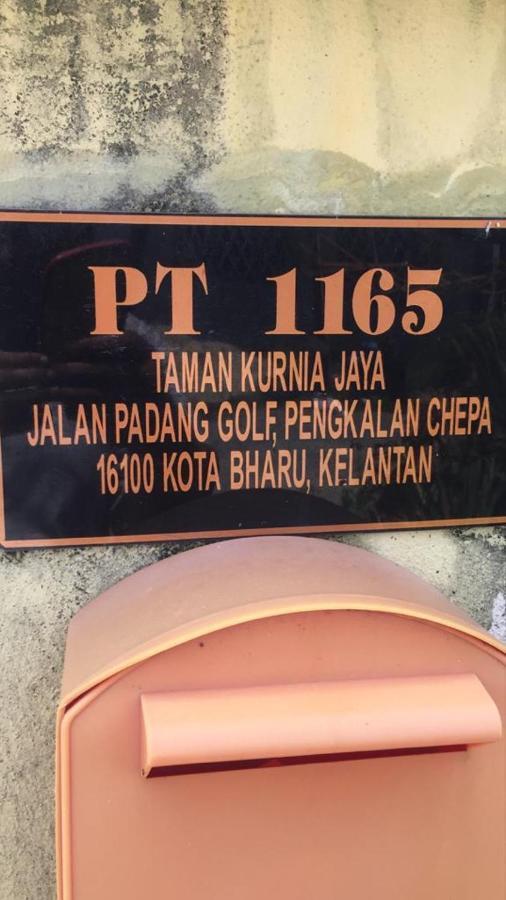 PT 1165
TAMAN KURNIA JAYA
JALAN PADANG GOLF, PENGKALAN CHEPA
16100 KOTA BHARU, KELANTAN